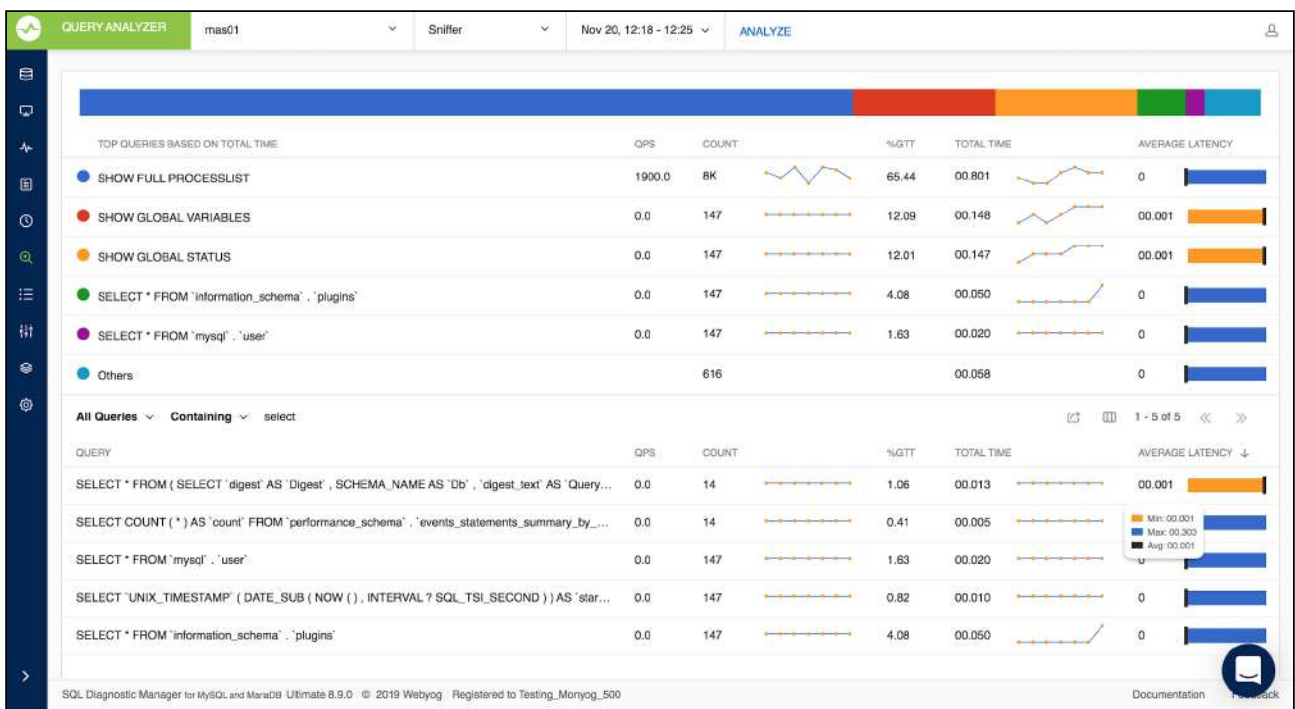 QUERY ANALYZER mas01 Sniffer Nov 20, 12:18 - 12:25 ANALYZE
TOP QUERIES BASED ON TOTAL TIME QPS COUNT %GTT TOTAL TIME AVERAGE LATENCY
SHOW FULL PROCESSLIST 1900.0 8K 65.44 00.801 0
SHOW GLOBAL VARIABLES 0.0 147 12.09 00.148 00.001
SHOW GLOBAL STATUS 0.0 147 12.01 00.147 00.001
SELECT * FROM `information_schema` . `plugins` 0.0 147 4.08 00.050 0
SELECT * FROM `mysql` . `user` 0.0 147 1.63 00.020 0
Others 616 00.058 0
All Queries Containing select 1 - 5 of 5
QUERY QPS COUNT %GTT TOTAL TIME AVERAGE LATENCY
SELECT * FROM ( SELECT `digest` AS `Digest` , SCHEMA_NAME AS `Db` , `digest_text` AS `Query... 0.0 14 1.06 00.013 00.001
SELECT COUNT ( * ) AS `count` FROM `performance_schema` . `events_statements_summary_by_... 0.0 14 0.41 00.005
Min: 00.001
Max: 00.303
Avg: 00.001
SELECT * FROM `mysql` . `user` 0.0 147 1.63 00.020 0
SELECT `UNIX_TIMESTAMP` ( DATE_SUB ( NOW ( ) , INTERVAL ? SQL_TSI_SECOND ) ) AS `star... 0.0 147 0.82 00.010 0
SELECT * FROM `information_schema` . `plugins` 0.0 147 4.08 00.050 0
SQL Diagnostic Manager for MySQL and MariaDB Ultimate 8.9.0 © 2019 Webyog Registered to Testing_Monyog_500 Documentation